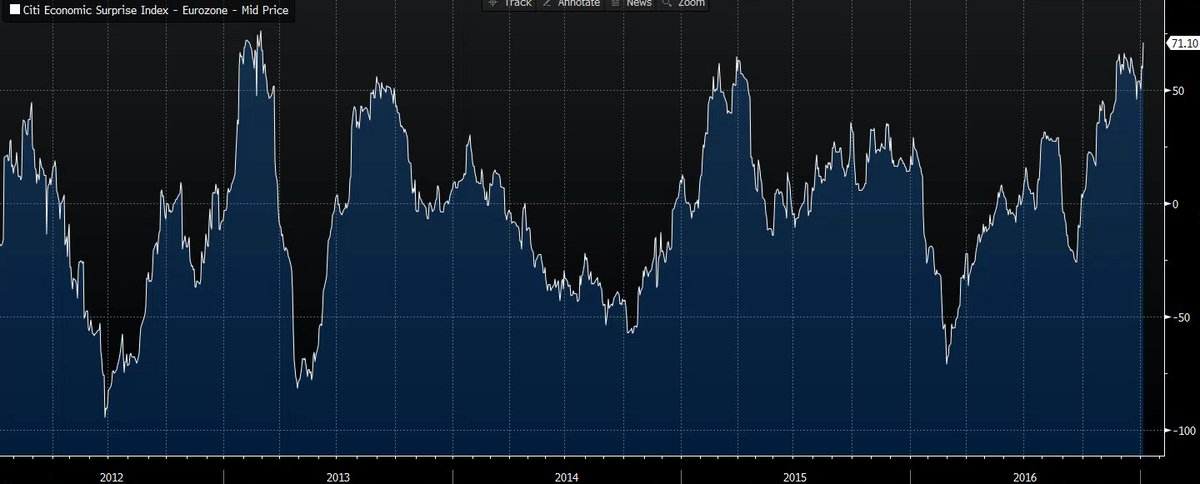 Citi Economic Surprise Index - Eurozone - Mid Price
Track Annotate News Zoom
71.10
50
0
-50
-100
2012 2013 2014 2015 2016